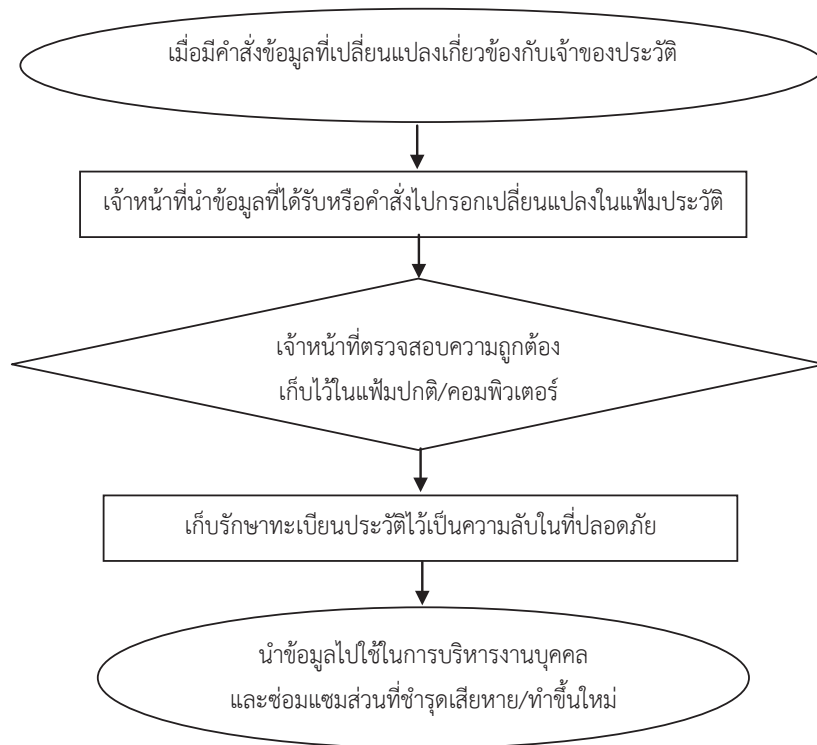 เมื่อมีคำสั่งข้อมูลที่เปลี่ยนแปลงเกี่ยวข้องกับเจ้าของประวัติ
เจ้าหน้าที่นำข้อมูลที่ได้รับหรือคำสั่งไปกรอกเปลี่ยนแปลงในแฟ้มประวัติ
เจ้าหน้าที่ตรวจสอบความถูกต้อง
เก็บไว้ในแฟ้มปกติ/คอมพิวเตอร์
เก็บรักษาทะเบียนประวัติไว้เป็นความลับในที่ปลอดภัย
นำข้อมูลไปใช้ในการบริหารงานบุคคล
และซ่อมแซมส่วนที่ชำรุดเสียหาย/ทำขึ้นใหม่